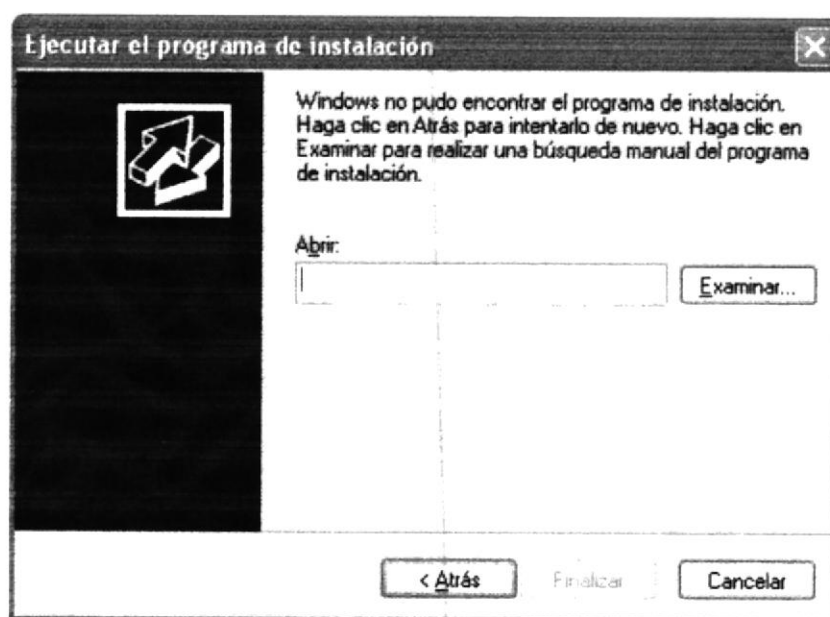 Ejecutar el programa de instalación
Windows no pudo encontrar el programa de instalación.
Haga clic en Atrás para intentarlo de nuevo. Haga clic en
Examinar para realizar una búsqueda manual del programa
de instalación.
Abrir:
Examinar...
< Atrás
Finalizar
Cancelar